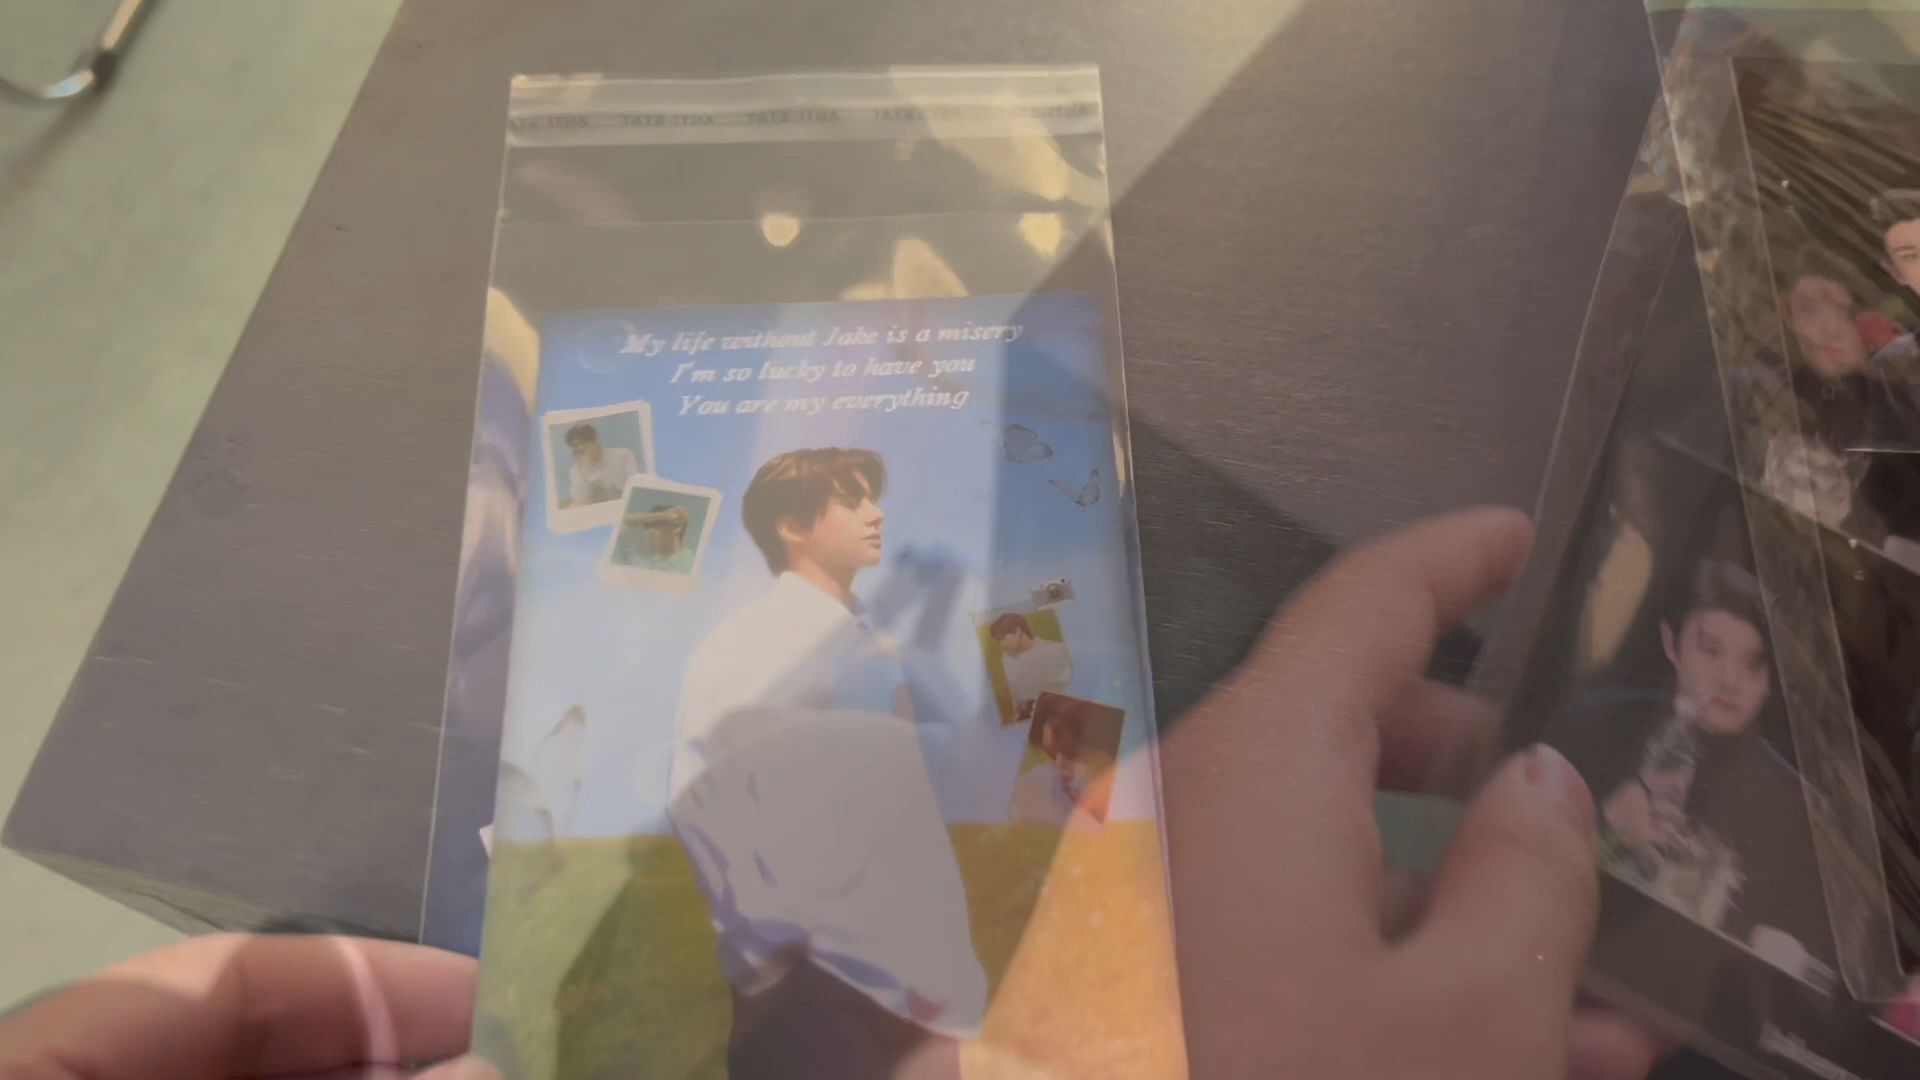 My life without Jake is a misery
I'm so lucky to have you
You are my everything